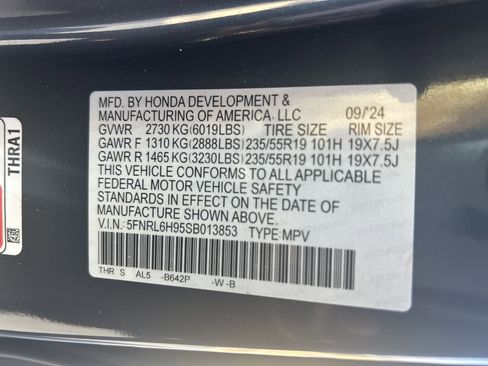 MFD. BY HONDA DEVELOPMENT &
MANUFACTURING OF AMERICA, LLC 09/24
GVWR 2730 KG(6019LBS) TIRE SIZE RIM SIZE
GAWR F 1310 KG(2888LBS) 235/55R19 101H 19X7.5J
GAWR R 1465 KG(3230LBS) 235/55R19 101H 19X7.5J
THIS VEHICLE CONFORMS TO ALL APPLICABLE
FEDERAL MOTOR VEHICLE SAFETY
STANDARDS IN EFFECT ON THE DATE OF
MANUFACTURE SHOWN ABOVE.
V.I.N.: 5FNRL6H95SB013853 TYPE:MPV
THR S AL5 -B642P -W -B
THRA1